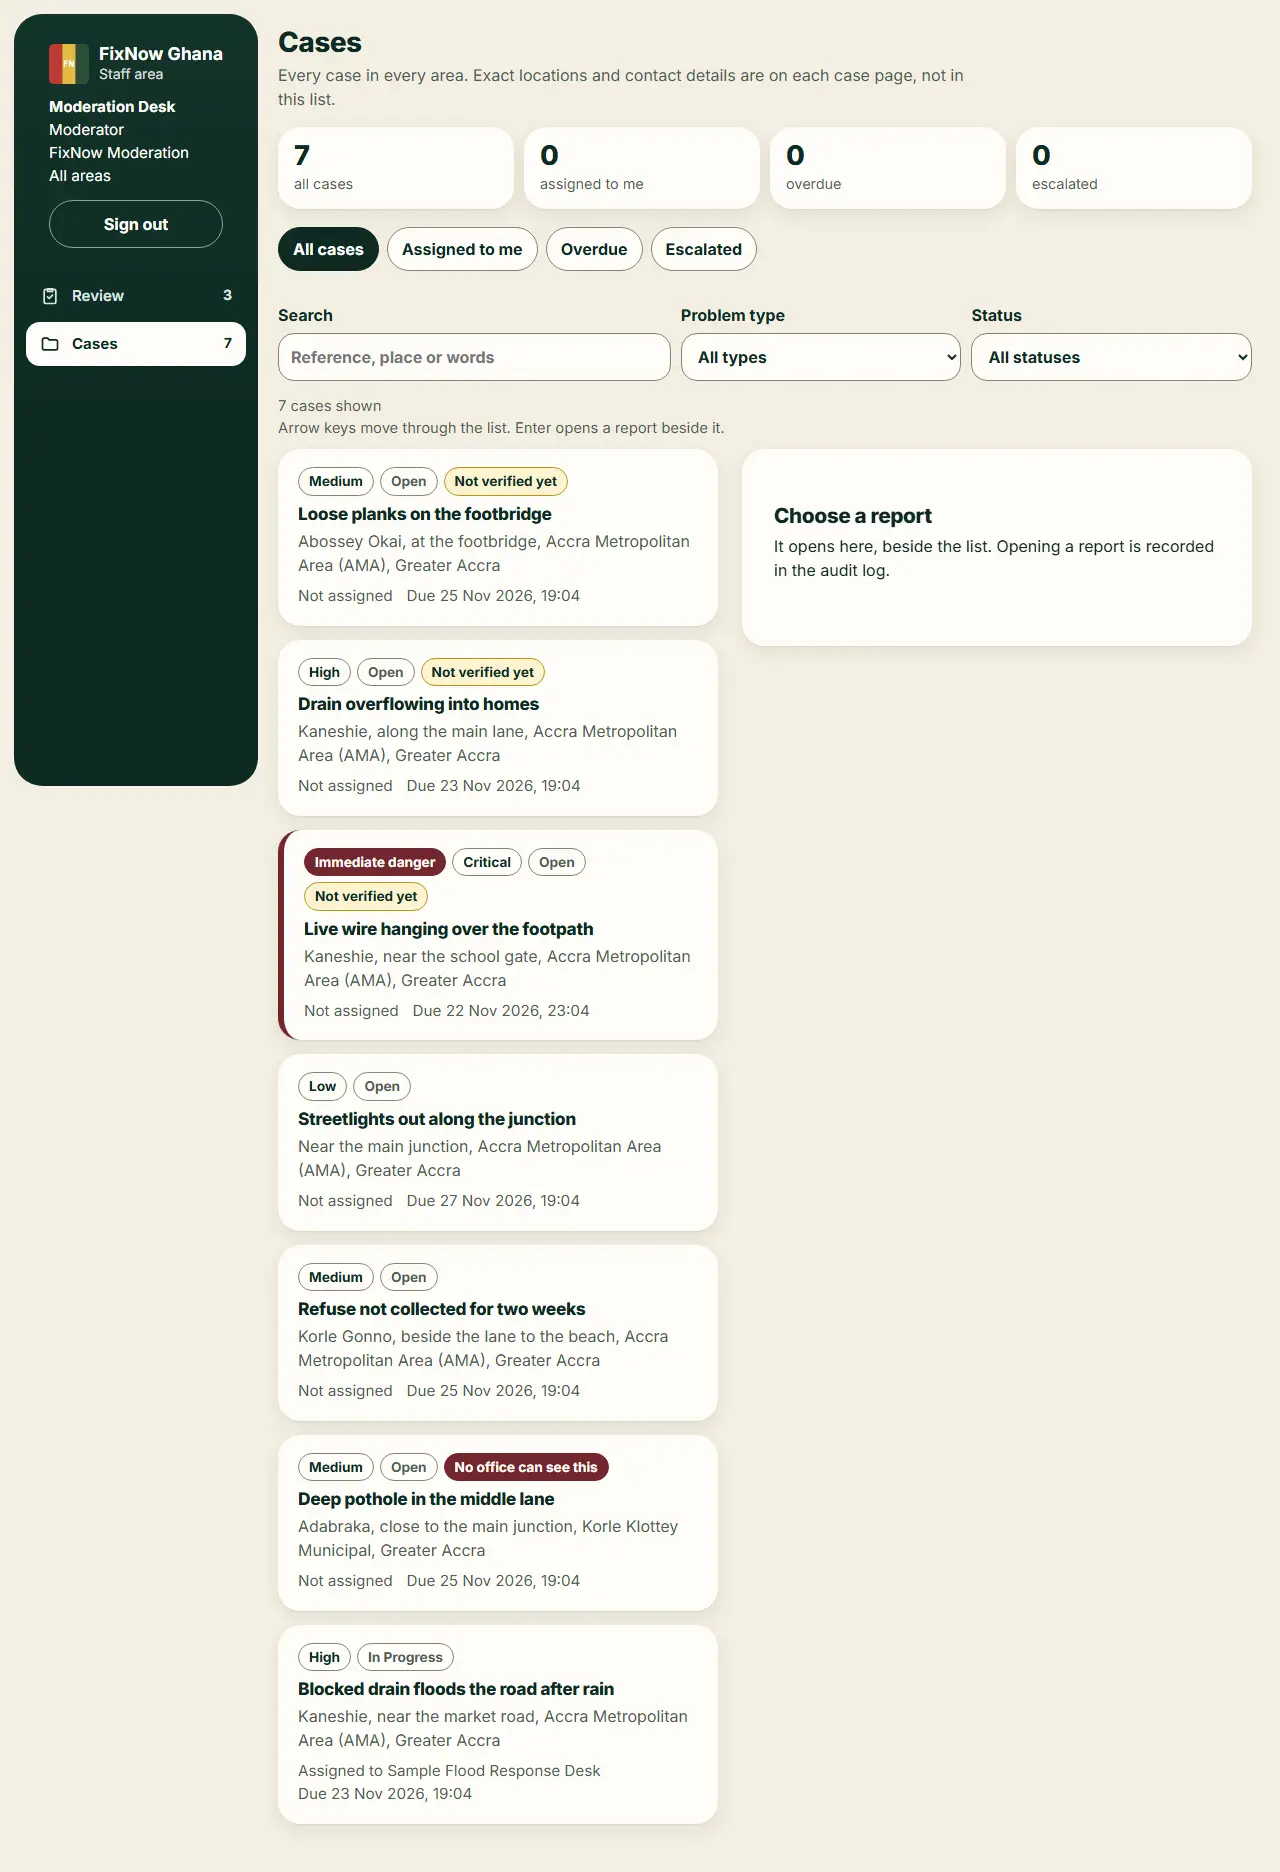 FN
FixNow Ghana
Staff area
Moderation Desk
Moderator
FixNow Moderation
All areas
Sign out
Review 3
Cases 7
Cases
Every case in every area. Exact locations and contact details are on each case page, not in
this list.
7
all cases
0
assigned to me
0
overdue
0
escalated
All cases
Assigned to me
Overdue
Escalated
Search
Reference, place or words
Problem type
All types
Status
All statuses
7 cases shown
Arrow keys move through the list. Enter opens a report beside it.
Medium Open Not verified yet
Loose planks on the footbridge
Abossey Okai, at the footbridge, Accra Metropolitan
Area (AMA), Greater Accra
Not assigned Due 25 Nov 2026, 19:04
High Open Not verified yet
Drain overflowing into homes
Kaneshie, along the main lane, Accra Metropolitan
Area (AMA), Greater Accra
Not assigned Due 23 Nov 2026, 19:04
Immediate danger Critical Open
Not verified yet
Live wire hanging over the footpath
Kaneshie, near the school gate, Accra Metropolitan
Area (AMA), Greater Accra
Not assigned Due 22 Nov 2026, 23:04
Low Open
Streetlights out along the junction
Near the main junction, Accra Metropolitan Area
(AMA), Greater Accra
Not assigned Due 27 Nov 2026, 19:04
Medium Open
Refuse not collected for two weeks
Korle Gonno, beside the lane to the beach, Accra
Metropolitan Area (AMA), Greater Accra
Not assigned Due 25 Nov 2026, 19:04
Medium Open No office can see this
Deep pothole in the middle lane
Adabraka, close to the main junction, Korle Klottey
Municipal, Greater Accra
Not assigned Due 25 Nov 2026, 19:04
High In Progress
Blocked drain floods the road after rain
Kaneshie, near the market road, Accra Metropolitan
Area (AMA), Greater Accra
Assigned to Sample Flood Response Desk
Due 23 Nov 2026, 19:04
Choose a report
It opens here, beside the list. Opening a report is recorded
in the audit log.